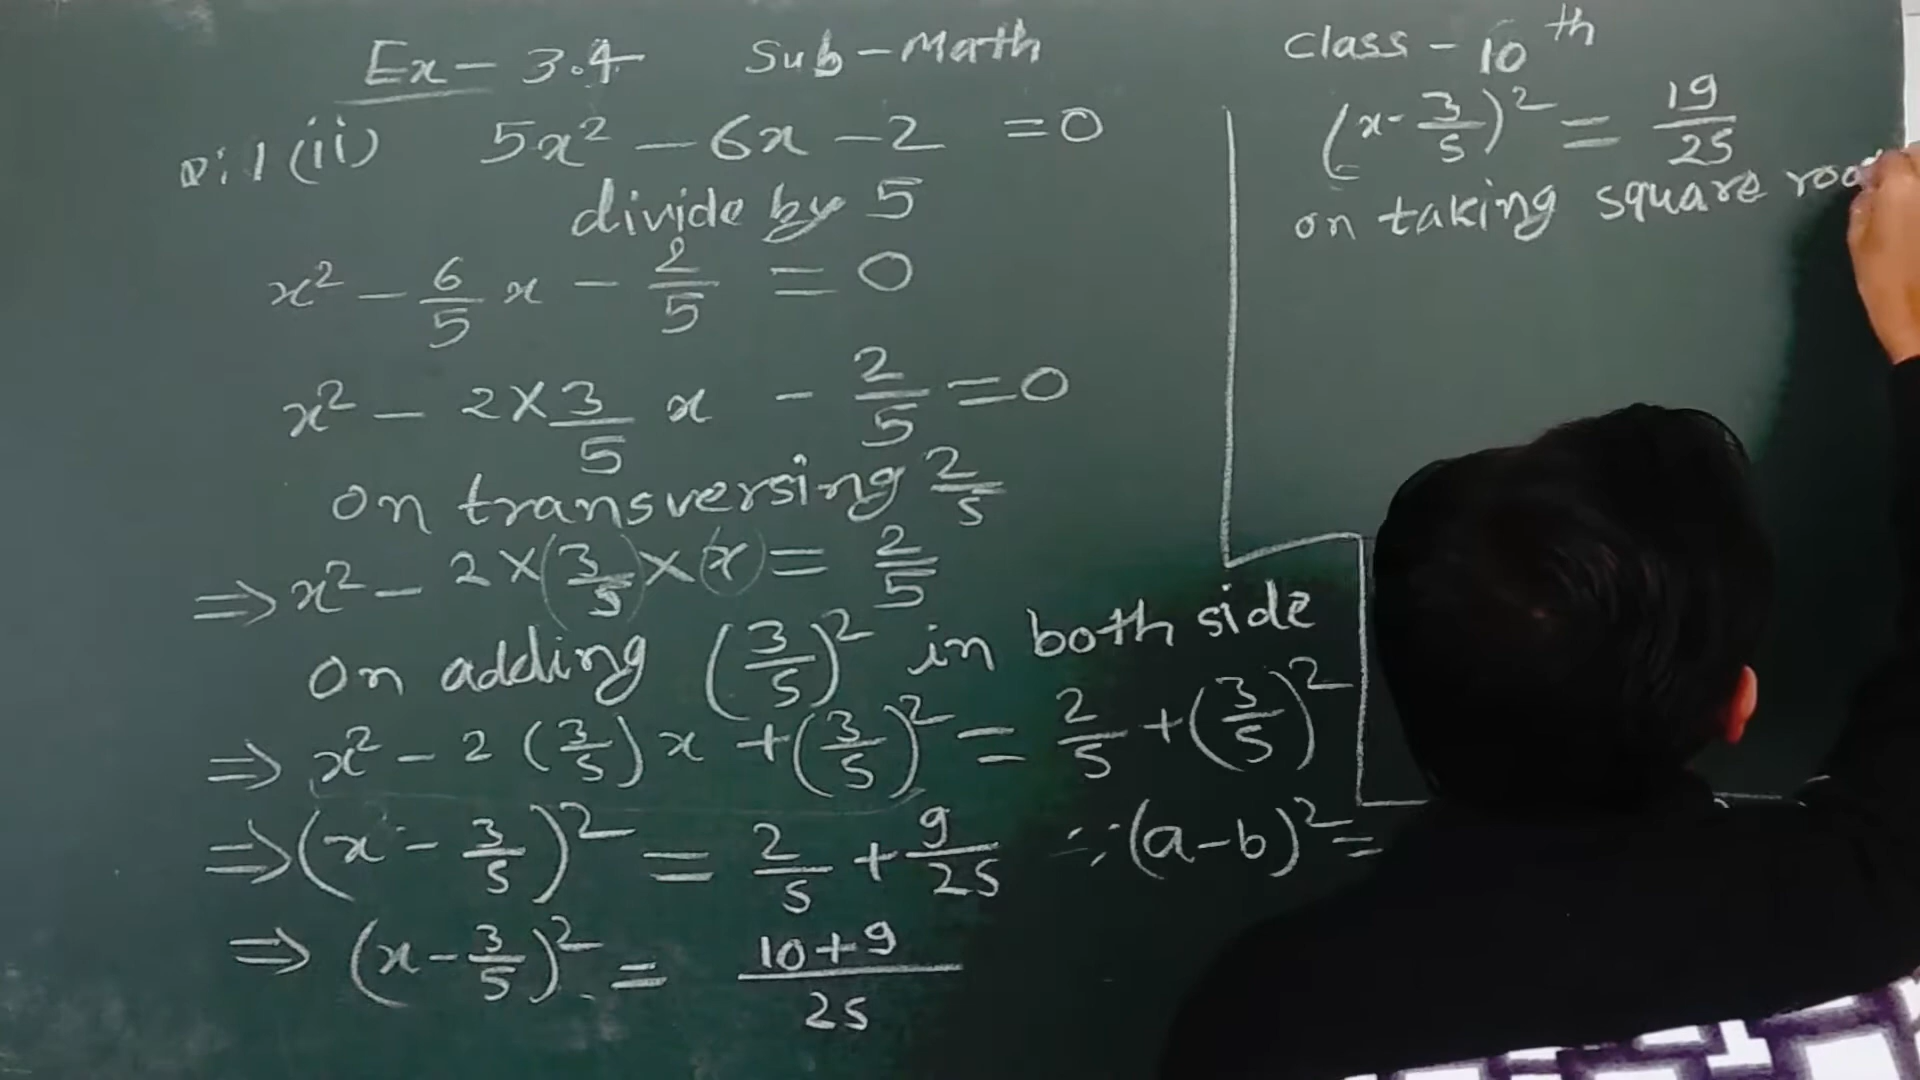 Ex - 3.4 Sub - Math Class - 10th
Q.1 (ii) 5x² - 6x - 2 = 0
divide by 5
x² - 6/5 x - 2/5 = 0
x² - 2×3/5 x - 2/5 = 0
on transversing 2/5
⇒ x² - 2×(3/5)×(x) = 2/5
on adding (3/5)² in both side
⇒ x² - 2(3/5)x + (3/5)² = 2/5 + (3/5)²
⇒ (x - 3/5)² = 2/5 + 9/25 ∵ (a-b)² =
⇒ (x - 3/5)² = 10+9/25
(x - 3/5)² = 19/25
on taking square